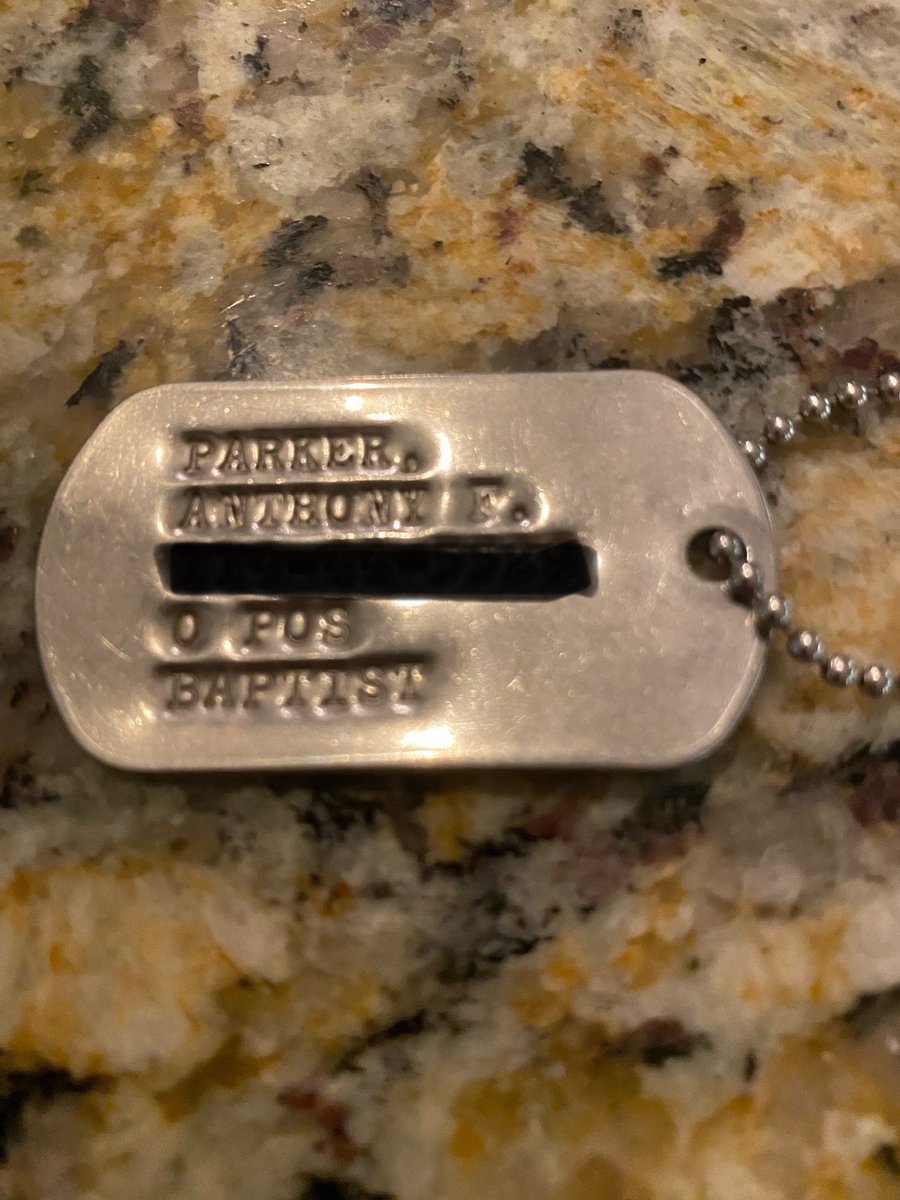 PARKER.
ANTHONY F.
O POS
BAPTIST